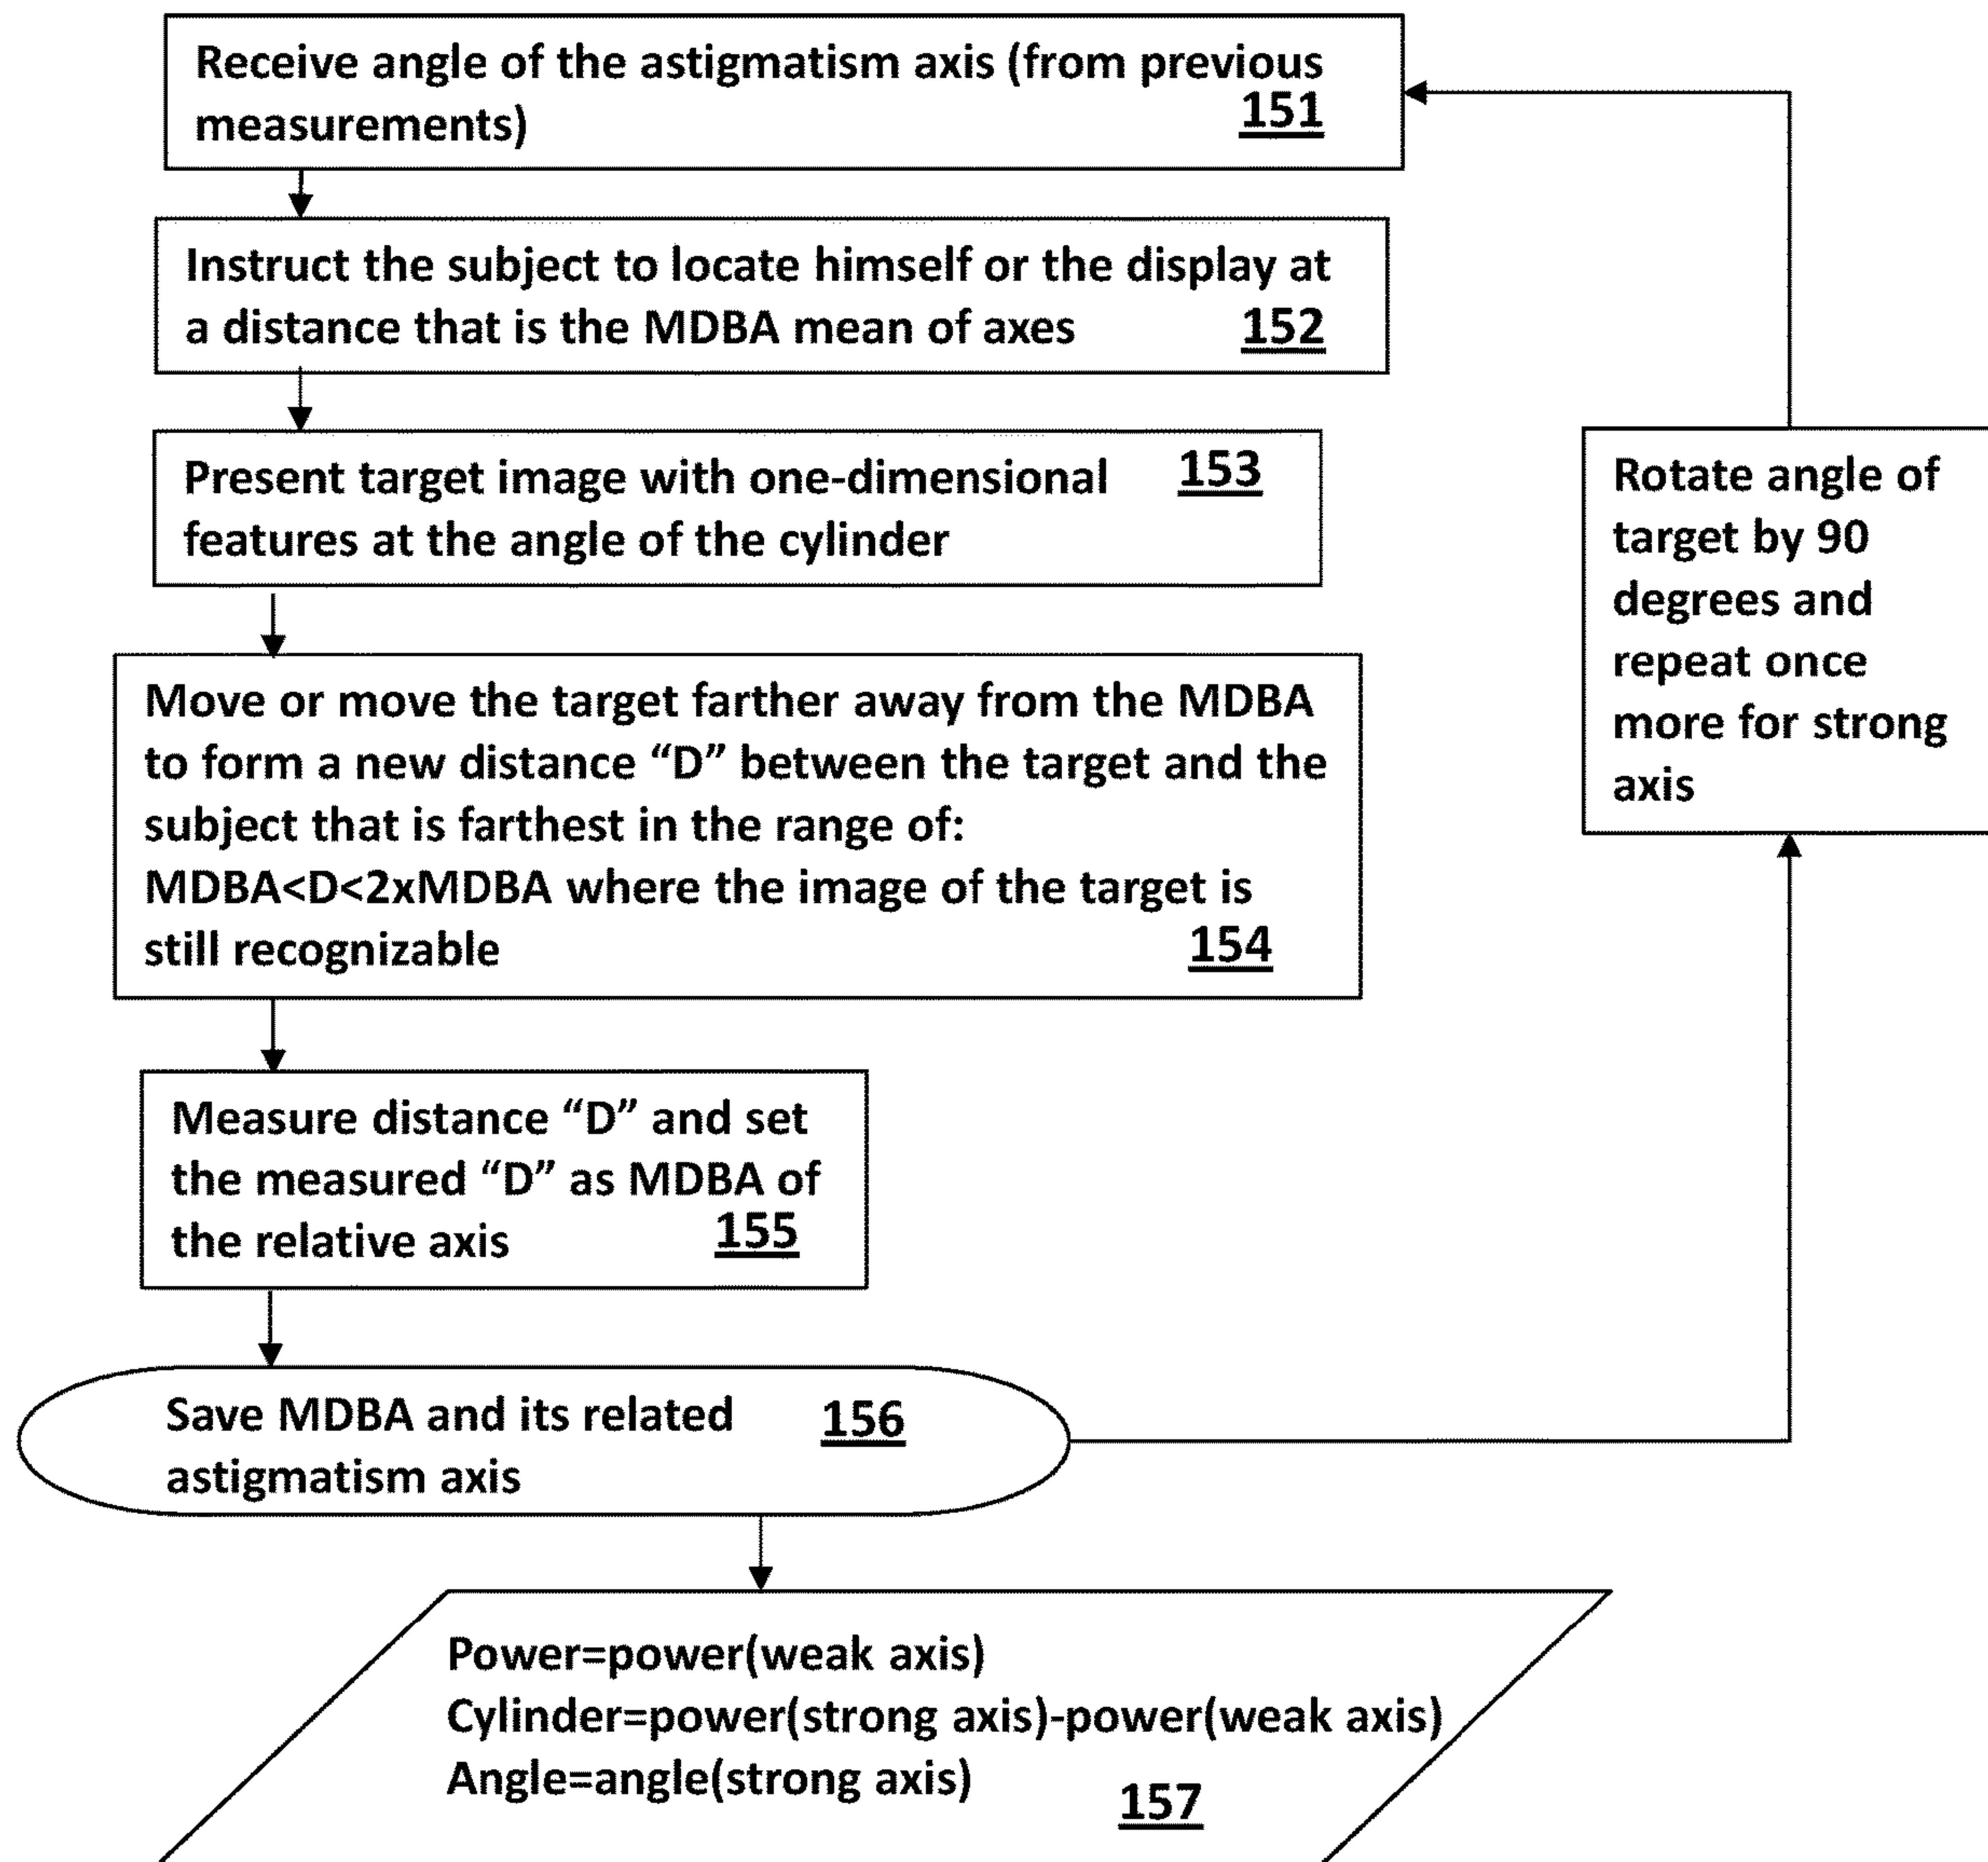 Receive angle of the astigmatism axis (from previous
measurements) 151
Instruct the subject to locate himself or the display at
a distance that is the MDBA mean of axes 152
Present target image with one-dimensional 153
features at the angle of the cylinder
Move or move the target farther away from the MDBA
to form a new distance “D” between the target and the
subject that is farthest in the range of:
MDBA<D<2xMDBA where the image of the target is
still recognizable 154
Measure distance “D” and set
the measured “D” as MDBA of
the relative axis 155
Save MDBA and its related 156
astigmatism axis
Rotate angle of
target by 90
degrees and
repeat once
more for strong
axis
Power=power(weak axis)
Cylinder=power(strong axis)-power(weak axis)
Angle=angle(strong axis) 157